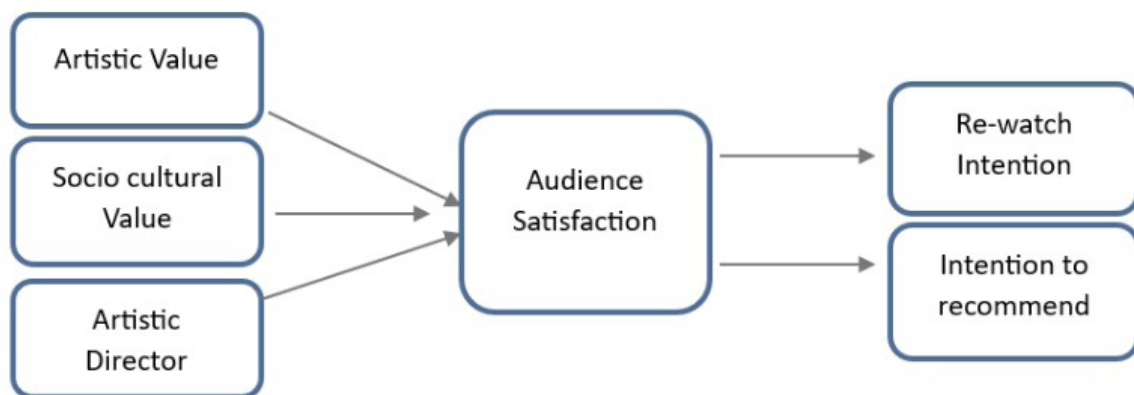 Artistic Value
Socio cultural
Value
Artistic
Director
Audience
Satisfaction
Re-watch
Intention
Intention to
recommend